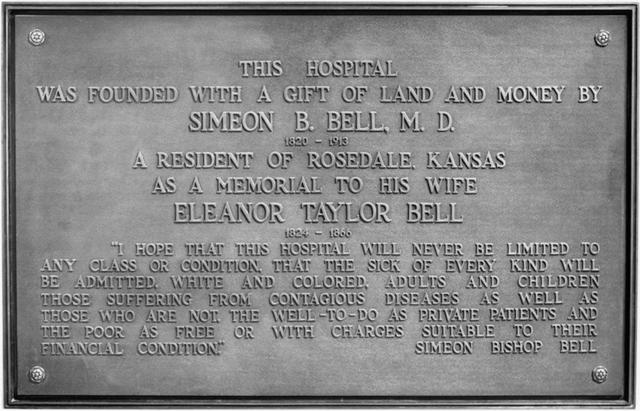 THIS HOSPITAL
WAS FOUNDED WITH A GIFT OF LAND AND MONEY BY
SIMEON B. BELL, M. D.
1820 - 1913
A RESIDENT OF ROSEDALE, KANSAS
AS A MEMORIAL TO HIS WIFE
ELEANOR TAYLOR BELL
1824 - 1866
"I HOPE THAT THIS HOSPITAL WILL NEVER BE LIMITED TO
ANY CLASS OR CONDITION, THAT THE SICK OF EVERY KIND WILL
BE ADMITTED, WHITE AND COLORED, ADULTS AND CHILDREN
THOSE SUFFERING FROM CONTAGIOUS DISEASES AS WELL AS
THOSE WHO ARE NOT, THE WELL-TO-DO AS PRIVATE PATIENTS AND
THE POOR AS FREE OR WITH CHARGES SUITABLE TO THEIR
FINANCIAL CONDITION." SIMEON BISHOP BELL